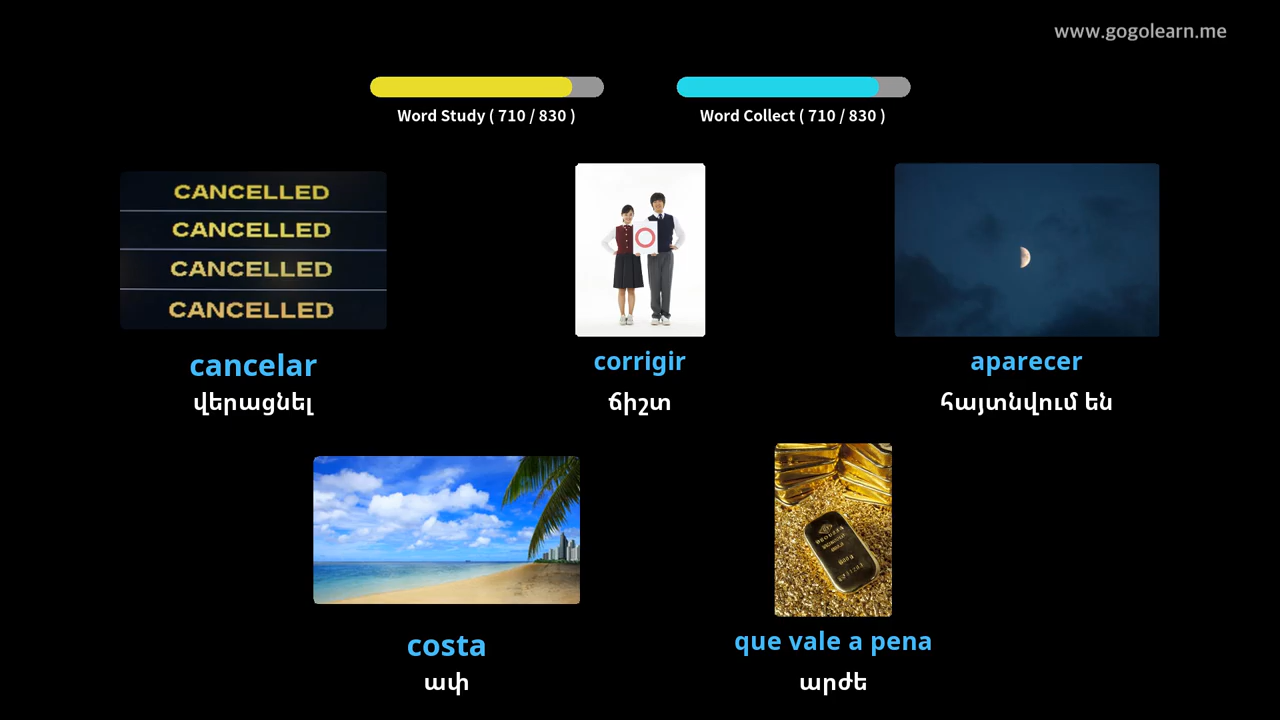 www.gogolearn.me
Word Study ( 710 / 830 )
Word Collect ( 710 / 830 )
CANCELLED
CANCELLED
CANCELLED
CANCELLED
cancelar
վերացնել
corrigir
ճիշտ
aparecer
հայտնվում են
costa
ափ
que vale a pena
արժե